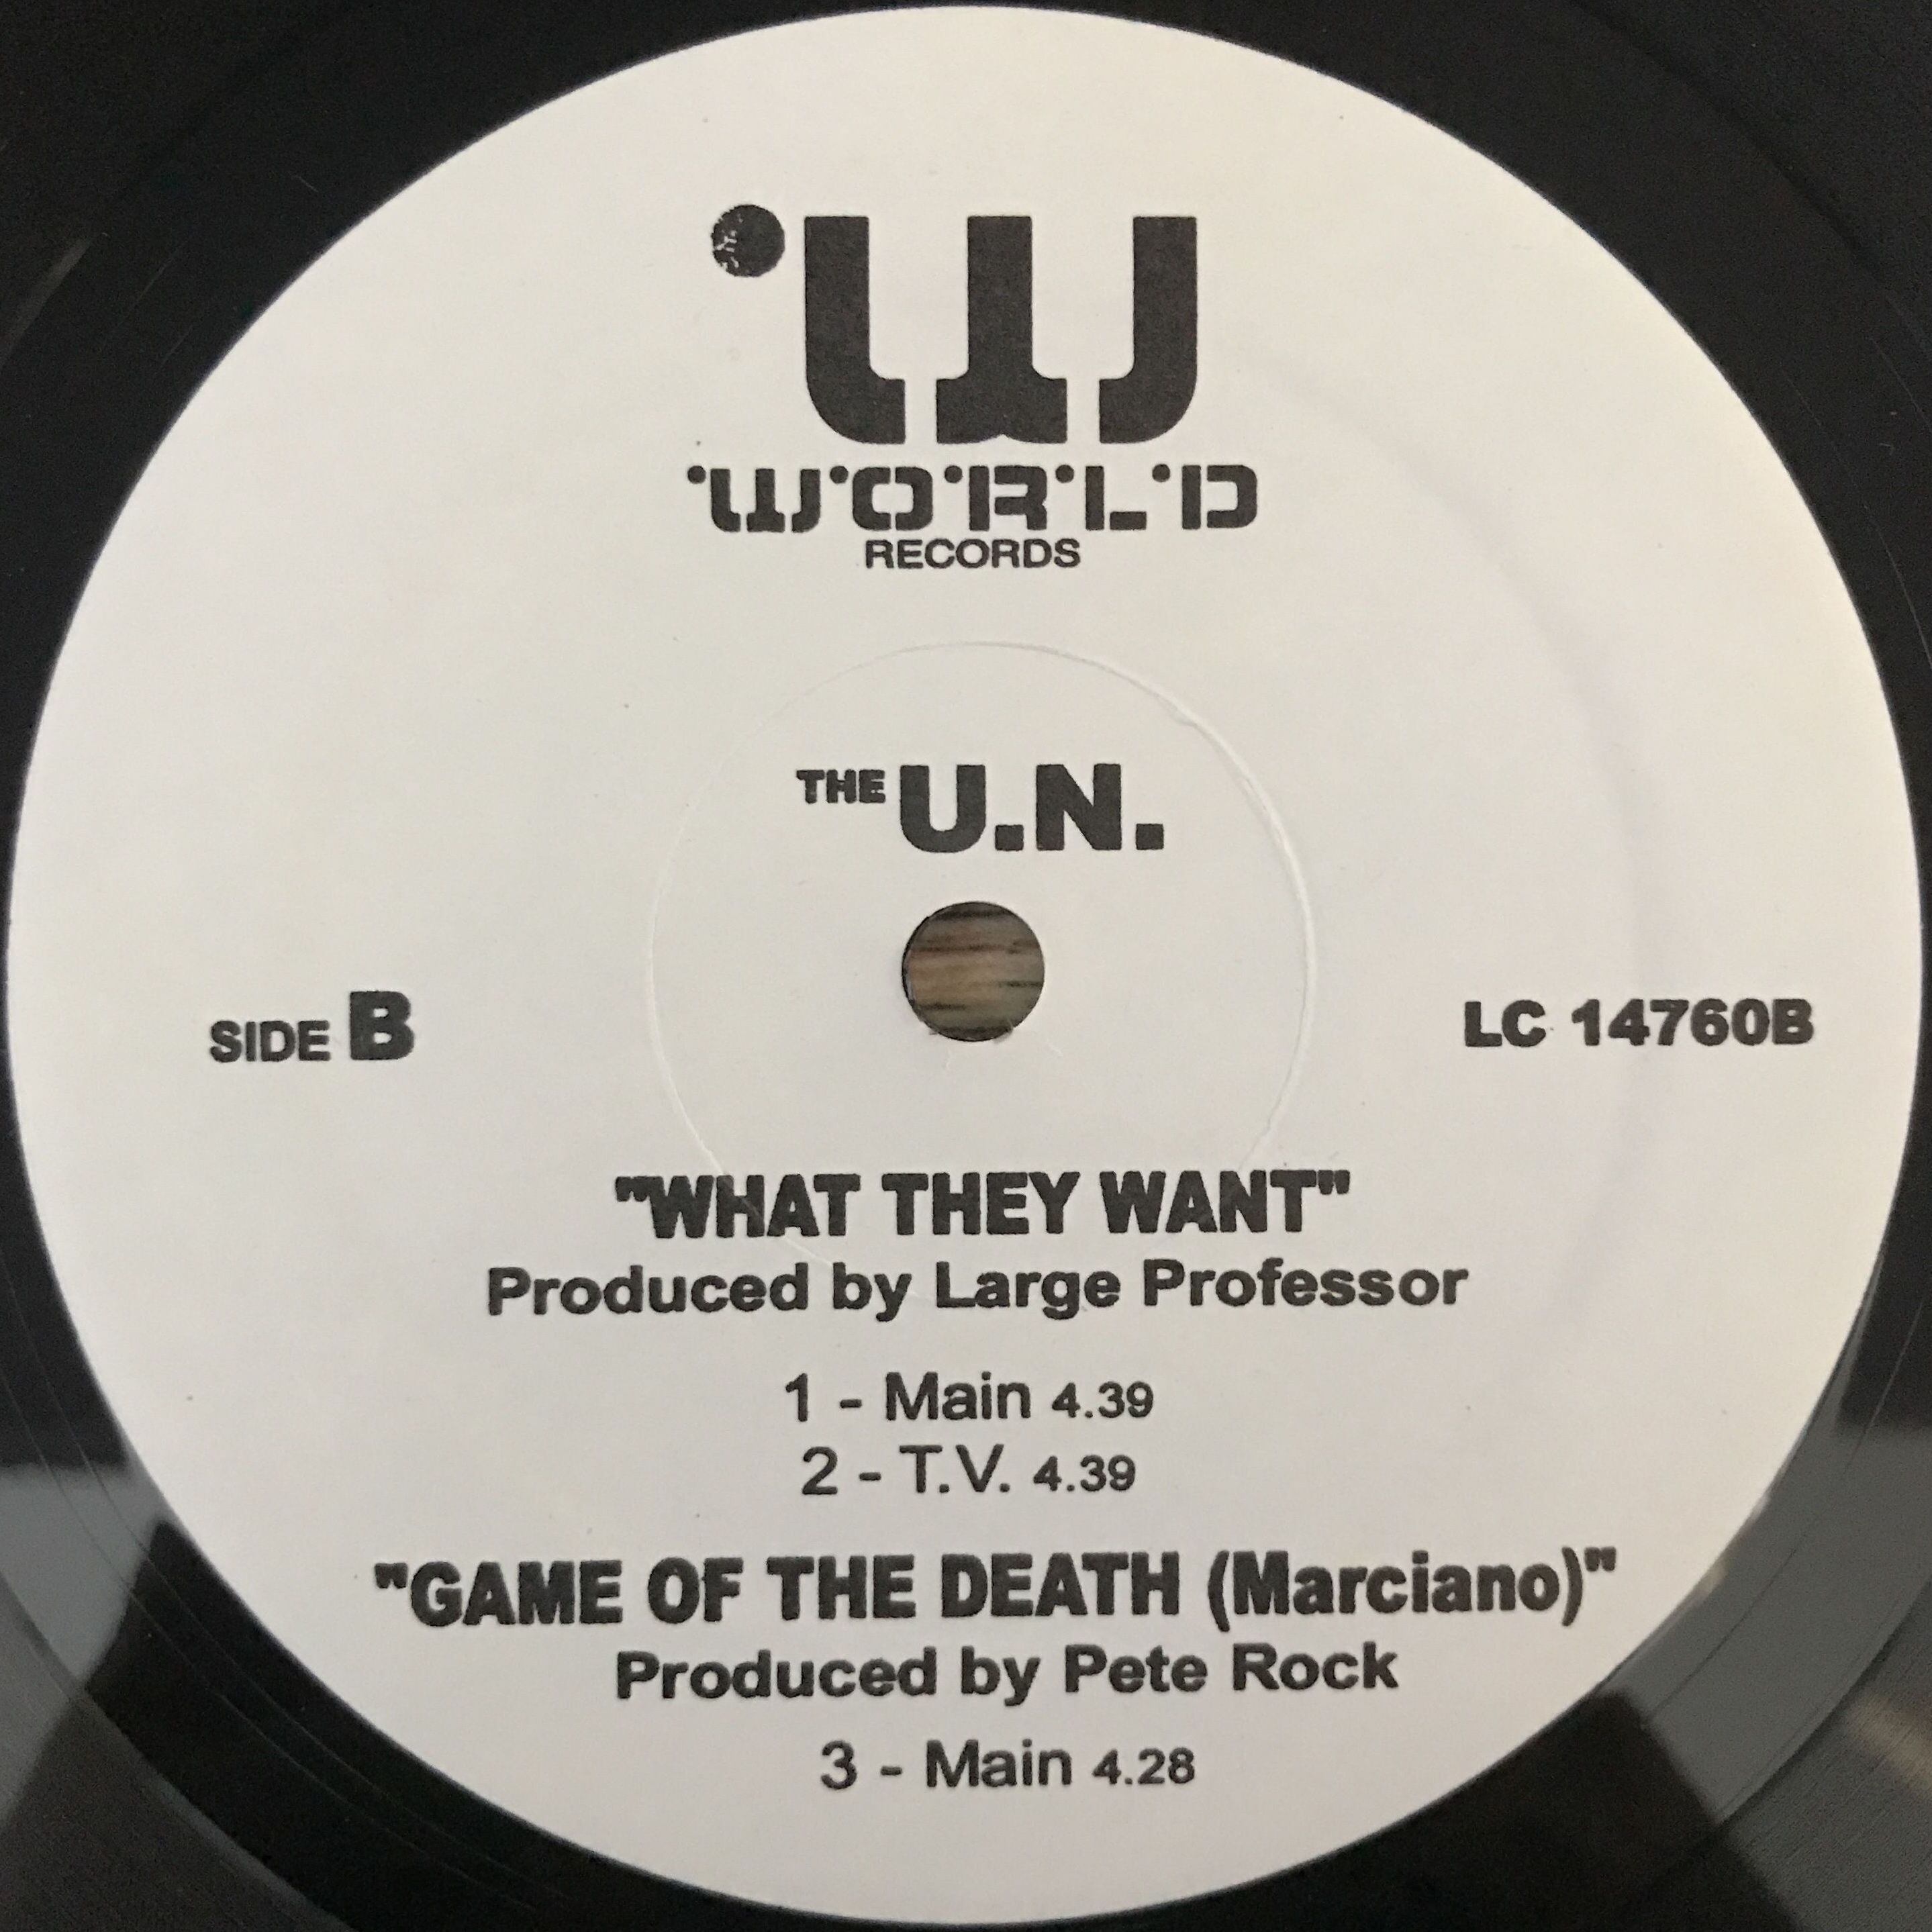 W
WORLD
RECORDS
THE U.N.
SIDE B
LC 14760B
"WHAT THEY WANT"
Produced by Large Professor
1 - Main 4.39
2 - T.V. 4.39
"GAME OF THE DEATH (Marciano)"
Produced by Pete Rock
3 - Main 4.28